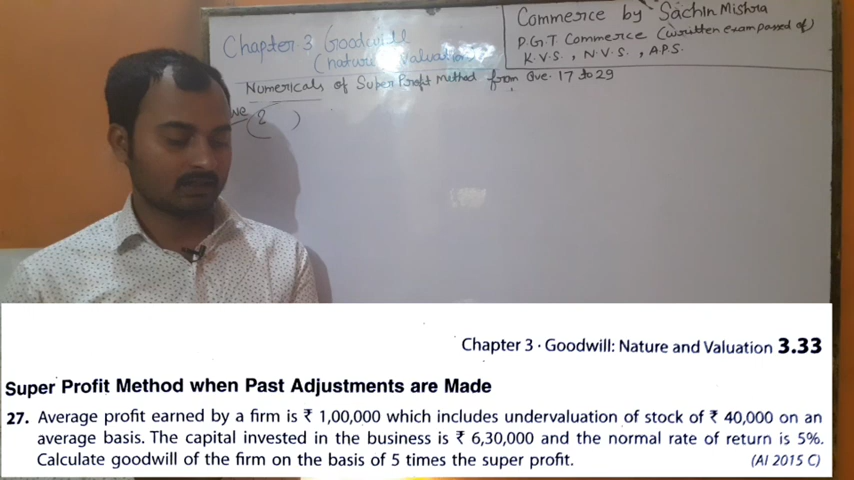 Chapter 3 Goodwill
(nature Valuation
Commerce by Sachin Mishra
P.G.T Commerce (written exam passed of)
K.V.S., N.V.S., A.P.S.
Numericals of Super Profit Method from Que. 17 to 29
Chapter 3 · Goodwill: Nature and Valuation 3.33
Super Profit Method when Past Adjustments are Made
27. Average profit earned by a firm is ₹ 1,00,000 which includes undervaluation of stock of ₹ 40,000 on an
average basis. The capital invested in the business is ₹ 6,30,000 and the normal rate of return is 5%.
Calculate goodwill of the firm on the basis of 5 times the super profit. (AI 2015 C)